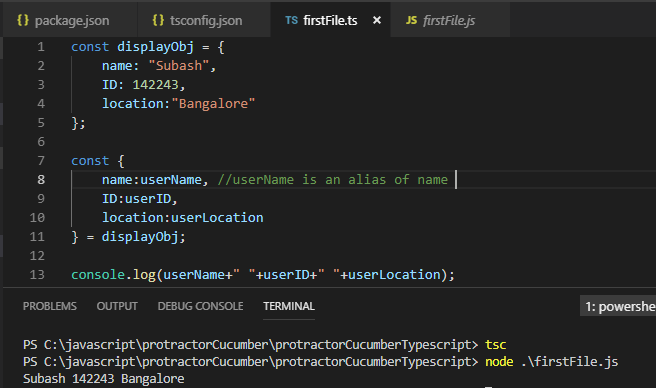 {} package.json {} tsconfig.json TS firstFile.ts × JS firstFile.js
1 const displayObj = {
2 name: "Subash",
3 ID: 142243,
4 location:"Bangalore"
5 };
6
7 const {
8 name:userName, //userName is an alias of name
9 ID:userID,
10 location:userLocation
11 } = displayObj;
12
13 console.log(userName+" "+userID+" "+userLocation);
PROBLEMS OUTPUT DEBUG CONSOLE TERMINAL 1: powershe
PS C:\javascript\protractorCucumber\protractorCucumberTypescript> tsc
PS C:\javascript\protractorCucumber\protractorCucumberTypescript> node .\firstFile.js
Subash 142243 Bangalore